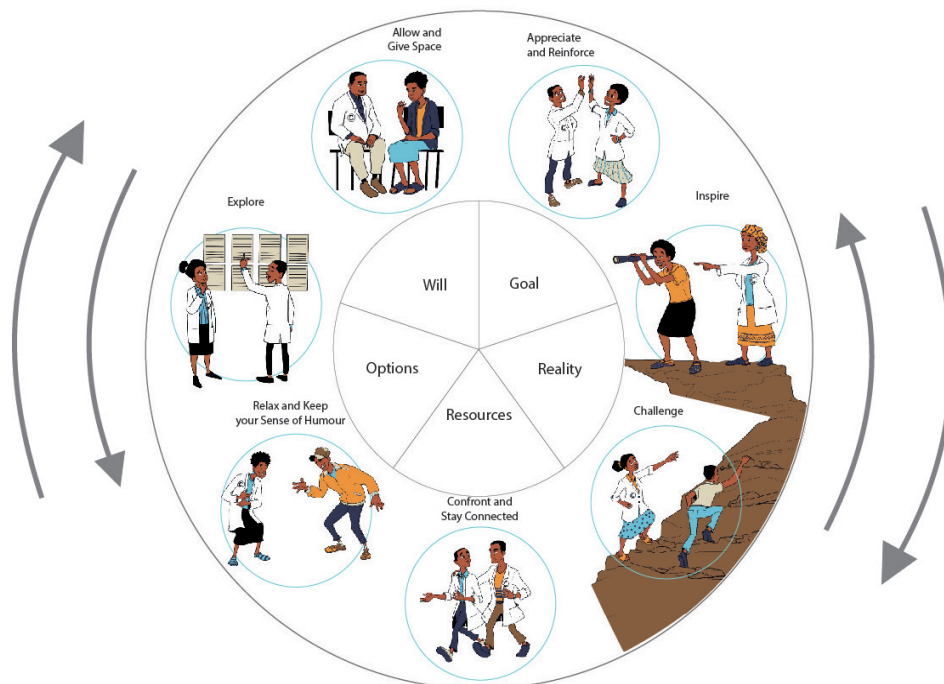 Allow and
Give Space
Appreciate
and Reinforce
Explore
Inspire
Will
Goal
Options
Reality
Resources
Relax and Keep
your Sense of Humour
Challenge
Confront and
Stay Connected